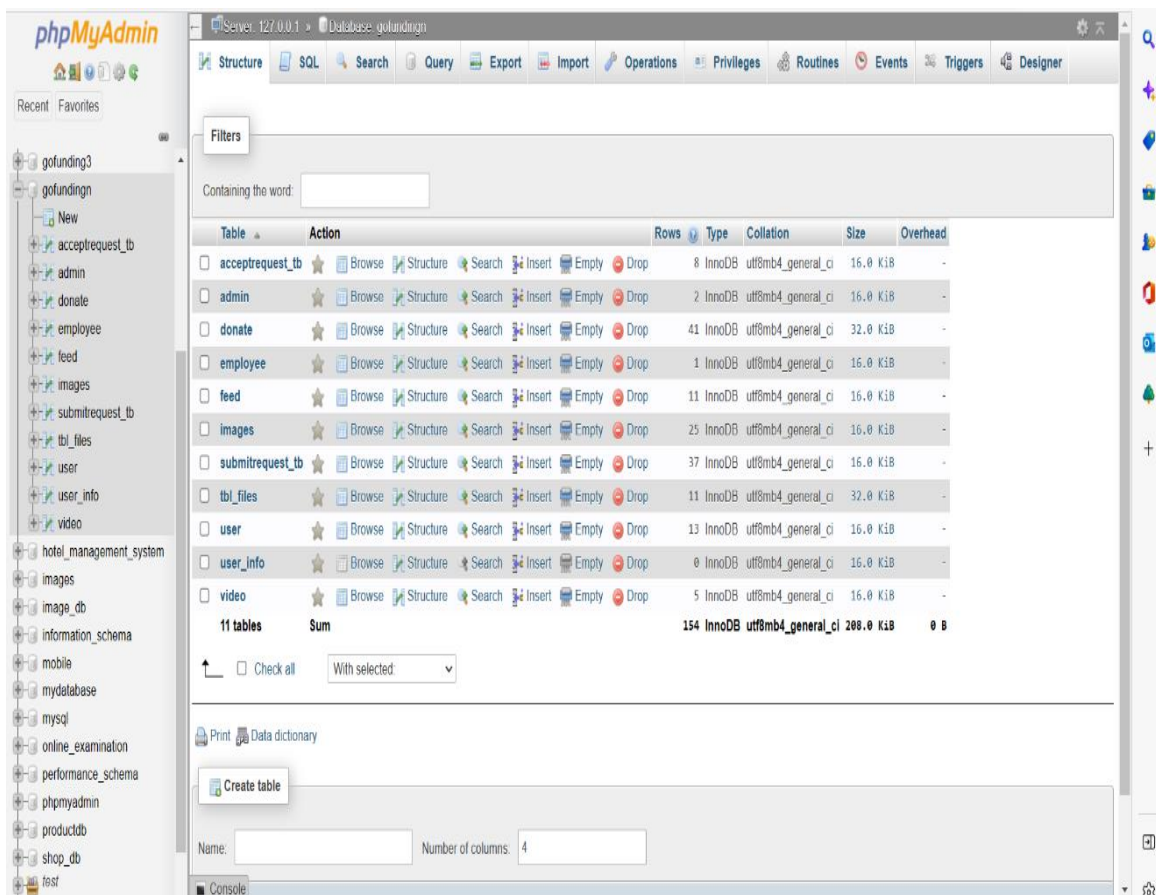 phpMyAdmin
Recent Favorites
gofunding3
gofundingn
New
acceptrequest_tb
admin
donate
employee
feed
images
submitrequest_tb
tbl_files
user
user_info
video
hotel_management_system
images
image_db
information_schema
mobile
mydatabase
mysql
online_examination
performance_schema
phpmyadmin
productdb
shop_db
test
Server: 127.0.0.1 » Database: gofundingn
Structure SQL Search Query Export Import Operations Privileges Routines Events Triggers Designer
Filters
Containing the word:
Table Action Rows Type Collation Size Overhead
acceptrequest_tb Browse Structure Search Insert Empty Drop 8 InnoDB utf8mb4_general_ci 16.0 KiB -
admin Browse Structure Search Insert Empty Drop 2 InnoDB utf8mb4_general_ci 16.0 KiB -
donate Browse Structure Search Insert Empty Drop 41 InnoDB utf8mb4_general_ci 32.0 KiB -
employee Browse Structure Search Insert Empty Drop 1 InnoDB utf8mb4_general_ci 16.0 KiB -
feed Browse Structure Search Insert Empty Drop 11 InnoDB utf8mb4_general_ci 16.0 KiB -
images Browse Structure Search Insert Empty Drop 25 InnoDB utf8mb4_general_ci 16.0 KiB -
submitrequest_tb Browse Structure Search Insert Empty Drop 37 InnoDB utf8mb4_general_ci 16.0 KiB -
tbl_files Browse Structure Search Insert Empty Drop 11 InnoDB utf8mb4_general_ci 32.0 KiB -
user Browse Structure Search Insert Empty Drop 13 InnoDB utf8mb4_general_ci 16.0 KiB -
user_info Browse Structure Search Insert Empty Drop 0 InnoDB utf8mb4_general_ci 16.0 KiB -
video Browse Structure Search Insert Empty Drop 5 InnoDB utf8mb4_general_ci 16.0 KiB -
11 tables Sum 154 InnoDB utf8mb4_general_ci 208.0 KiB 0 B
Check all With selected:
Print Data dictionary
Create table
Name: Number of columns: 4
Console